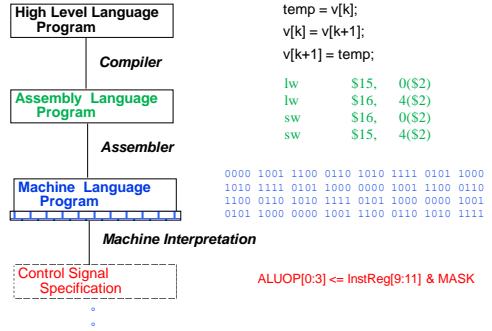 High Level Language
Program
temp = v[k];
v[k] = v[k+1];
v[k+1] = temp;
Compiler
Assembly Language
Program
lw $15, 0($2)
lw $16, 4($2)
sw $16, 0($2)
sw $15, 4($2)
Assembler
Machine Language
Program
0000 1001 1100 0110 1010 1111 0101 1000
1010 1111 0101 1000 0000 1001 1100 0110
1100 0110 1010 1111 0101 1000 0000 1001
0101 1000 0000 1001 1100 0110 1010 1111
Machine Interpretation
Control Signal
Specification
ALUOP[0:3] <= InstReg[9:11] & MASK